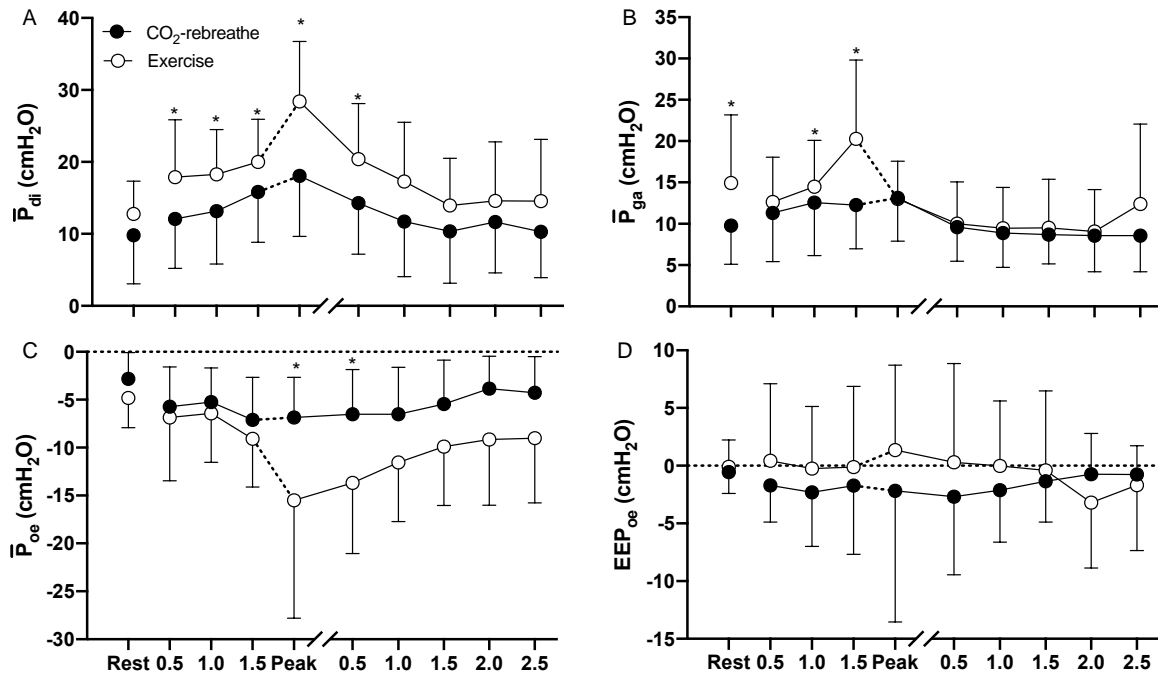 A
40
30
20
10
0
P̅di (cmH2O)
CO2-rebreathe
Exercise
* * * * *
B
35
30
25
20
15
10
5
0
P̅ga (cmH2O)
* * *
C
0
-5
-10
-15
-20
-25
-30
P̅oe (cmH2O)
* *
Rest 0.5 1.0 1.5 Peak 0.5 1.0 1.5 2.0 2.5
D
10
5
0
-5
-10
-15
EEPoe (cmH2O)
Rest 0.5 1.0 1.5 Peak 0.5 1.0 1.5 2.0 2.5